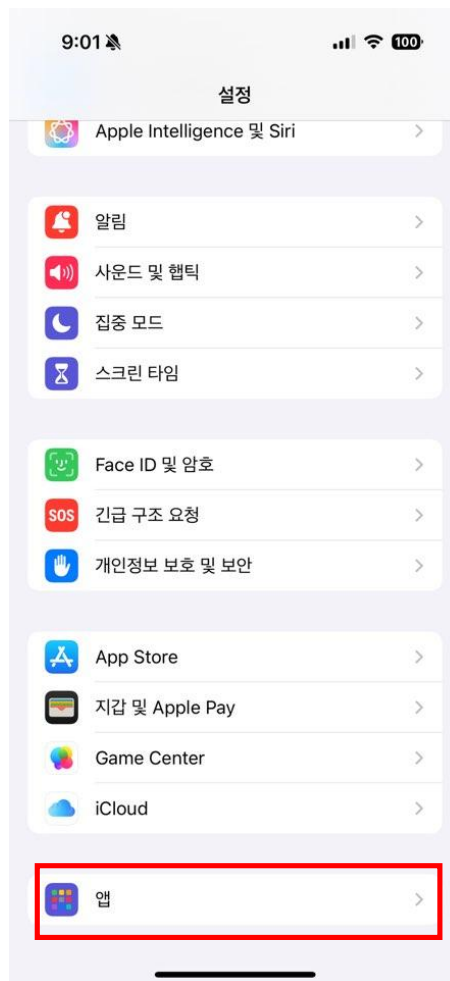 9:01
100
설정
Apple Intelligence 및 Siri
알림
사운드 및 햅틱
집중 모드
스크린 타임
Face ID 및 암호
SOS 긴급 구조 요청
개인정보 보호 및 보안
App Store
지갑 및 Apple Pay
Game Center
iCloud
앱